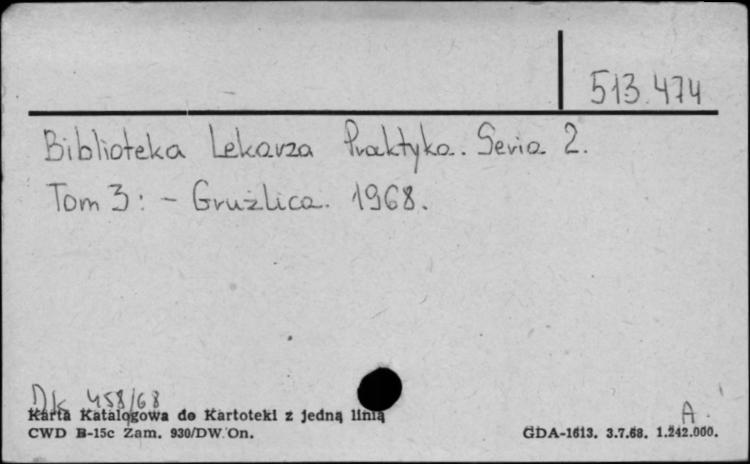 513.474
Biblioteka Lekarza Praktyka. Seria 2.
Tom 3: - Gruźlica. 1968.
Dk 458/68
Karta Katalogowa do Kartoteki z jedną linią
A.
CWD B-15c Zam. 930/DW. On.
GDA-1613. 3.7.68. 1.242.000.